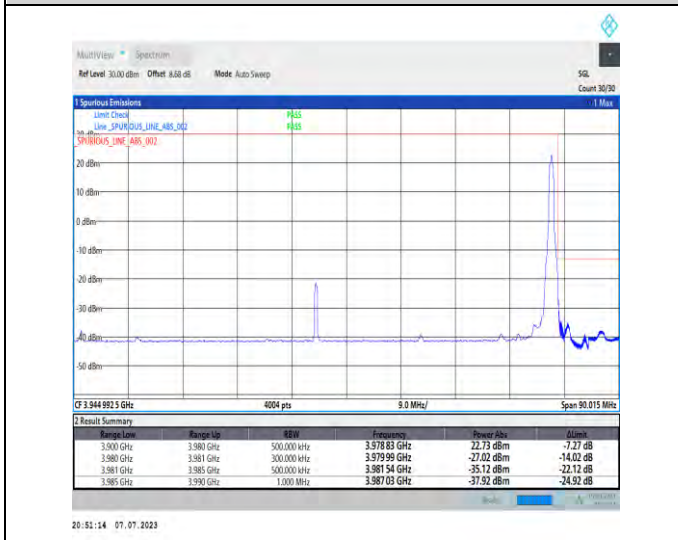 MultiView Spectrum
Ref Level 30.00 dBm Offset 8.68 dB Mode Auto Sweep SGL
Count 30/30
1 Spurious Emissions 1 Max
Limit Check PASS
Line _SPURIOUS_LINE_ABS_002 PASS
_SPURIOUS_LINE_ABS_002
20 dBm
10 dBm
0 dBm
-10 dBm
-20 dBm
-30 dBm
-40 dBm
-50 dBm
CF 3.944 992 5 GHz 4004 pts 9.0 MHz/ Span 90.015 MHz
2 Result Summary
Range Low Range Up RBW Frequency Power Abs ΔLimit
3.900 GHz 3.980 GHz 500.000 kHz 3.978 83 GHz 22.73 dBm -7.27 dB
3.980 GHz 3.981 GHz 300.000 kHz 3.979 99 GHz -27.02 dBm -14.02 dB
3.981 GHz 3.985 GHz 500.000 kHz 3.981 54 GHz -35.12 dBm -22.12 dB
3.985 GHz 3.990 GHz 1.000 MHz 3.987 03 GHz -37.92 dBm -24.92 dB
20:51:14 07.07.2023